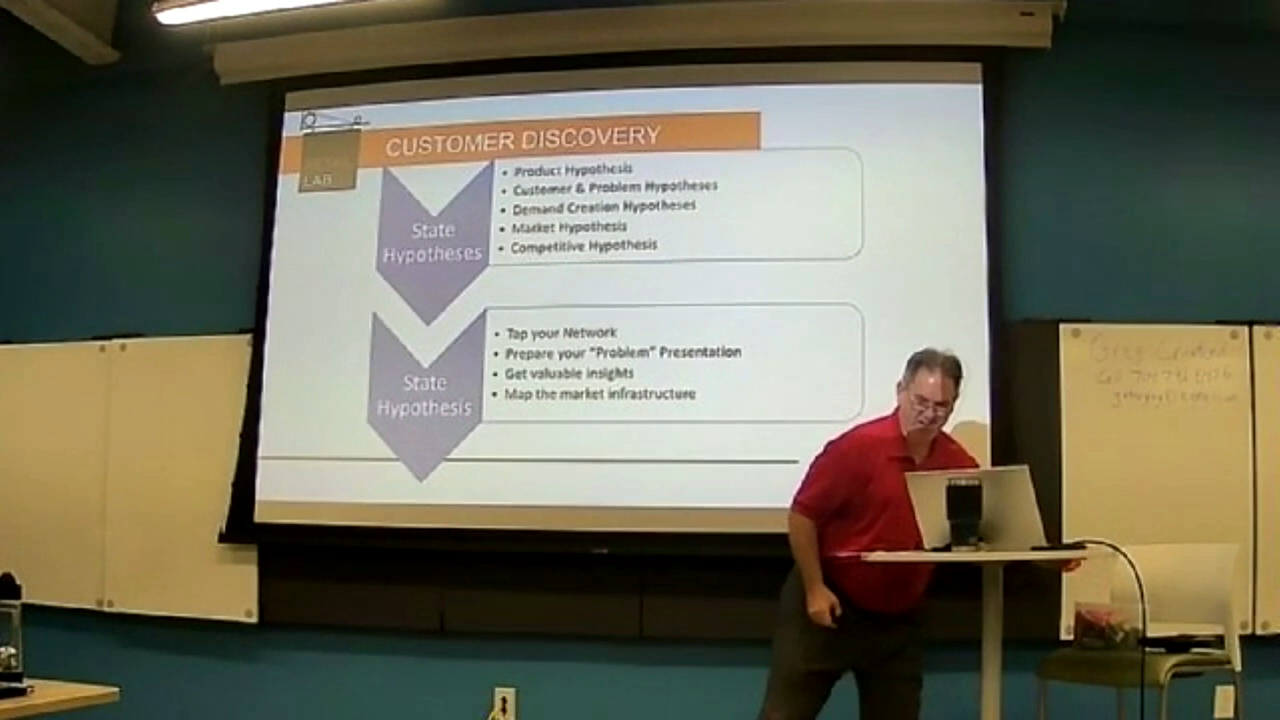 CUSTOMER DISCOVERY
LAB
State
Hypotheses
• Product Hypothesis
• Customer & Problem Hypotheses
• Demand Creation Hypotheses
• Market Hypothesis
• Competitive Hypothesis
State
Hypothesis
• Tap your Network
• Prepare your "Problem" Presentation
• Get valuable insights
• Map the market infrastructure
Greg